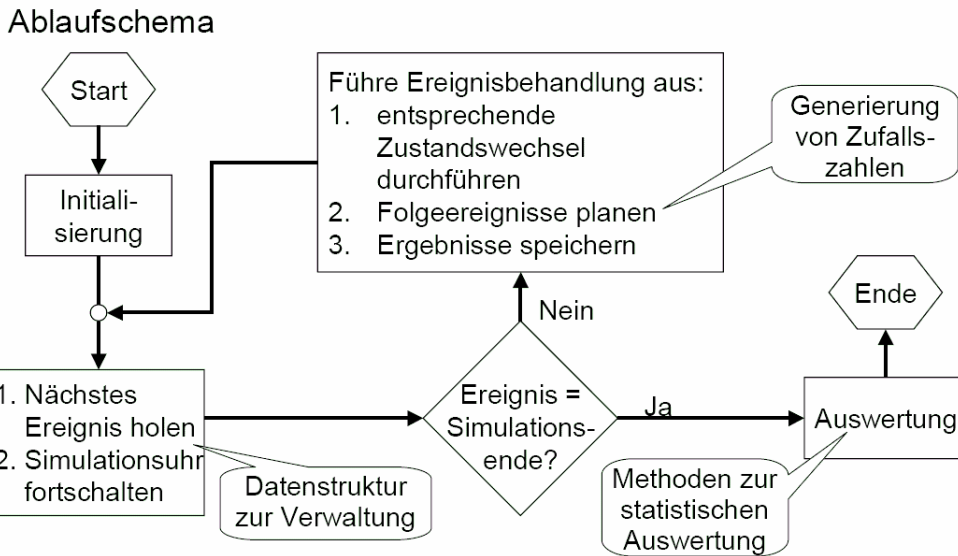 Ablaufschema
Start
Initiali-
sierung
Führe Ereignisbehandlung aus:
1. entsprechende
Zustandswechsel
durchführen
2. Folgeereignisse planen
3. Ergebnisse speichern
Generierung
von Zufalls-
zahlen
Nein
Ende
1. Nächstes
Ereignis holen
2. Simulationsuhr
fortschalten
Datenstruktur
zur Verwaltung
Ereignis =
Simulations-
ende?
Ja
Auswertung
Methoden zur
statistischen
Auswertung